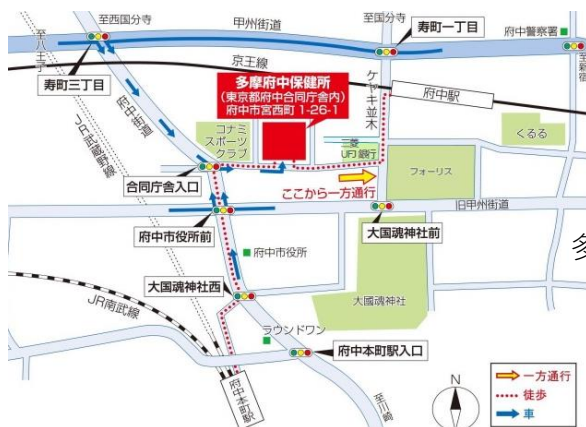 至西国分寺
甲州街道
至国分寺
寿町一丁目
府中警察署
至八王子
至新宿
寿町三丁目
京王線
多摩府中保健所
(東京都府中合同庁舎内)
府中市宮西町 1-26-1
ケヤキ並木
府中駅
府中街道
JR武蔵野線
コナミ
スポーツ
クラブ
三菱
UFJ銀行
くるる
フォーリス
合同庁舎入口
ここから一方通行
旧甲州街道
府中市役所前
大国魂神社前
多
府中市役所
大国魂神社西
大國魂神社
JR南武線
ラウンドワン
府中本町駅入口
府中本町駅
至川崎
N
一方通行
徒歩
車